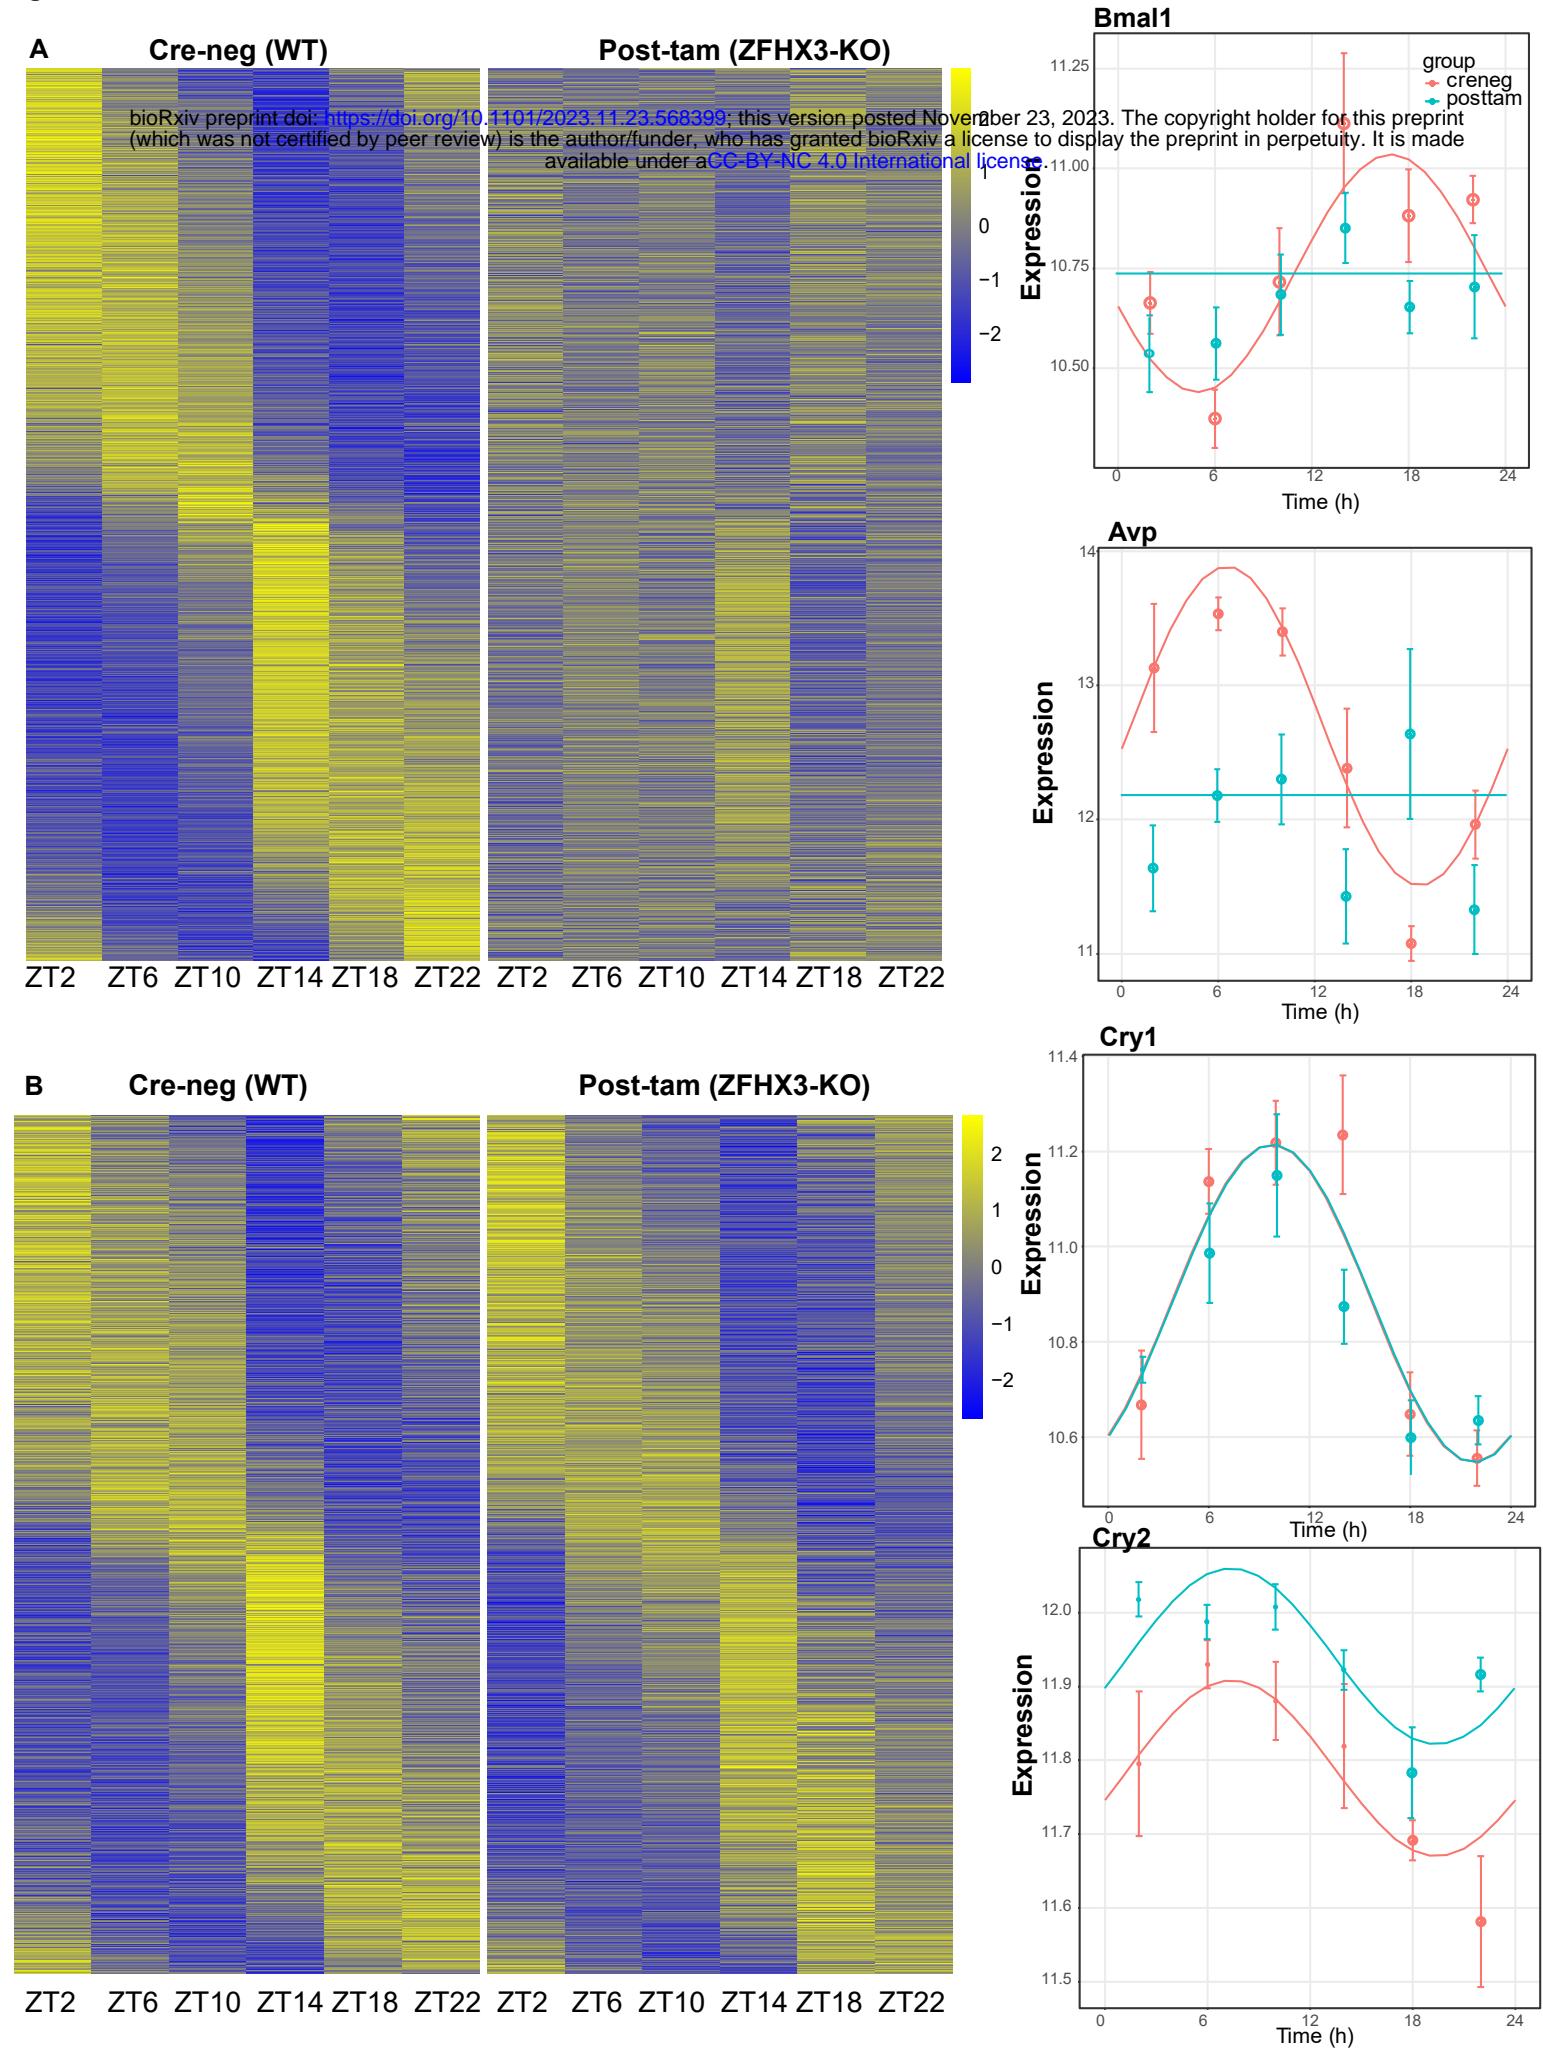 A
Cre-neg (WT)
Post-tam (ZFHX3-KO)
bioRxiv preprint doi: https://doi.org/10.1101/2023.11.23.568399; this version posted November 23, 2023. The copyright holder for this preprint
(which was not certified by peer review) is the author/funder, who has granted bioRxiv a license to display the preprint in perpetuity. It is made
available under aCC-BY-NC 4.0 International license.
2
1
0
−1
−2
ZT2 ZT6 ZT10 ZT14 ZT18 ZT22 ZT2 ZT6 ZT10 ZT14 ZT18 ZT22
Bmal1
group
creneg
posttam
Expression
11.25
11.00
10.75
10.50
0 6 12 18 24
Time (h)
Avp
Expression
14
13
12
11
0 6 12 18 24
Time (h)
B
Cre-neg (WT)
Post-tam (ZFHX3-KO)
2
1
0
−1
−2
ZT2 ZT6 ZT10 ZT14 ZT18 ZT22 ZT2 ZT6 ZT10 ZT14 ZT18 ZT22
Cry1
Expression
11.4
11.2
11.0
10.8
10.6
0 6 12 18 24
Time (h)
Cry2
Expression
12.0
11.9
11.8
11.7
11.6
11.5
0 6 12 18 24
Time (h)